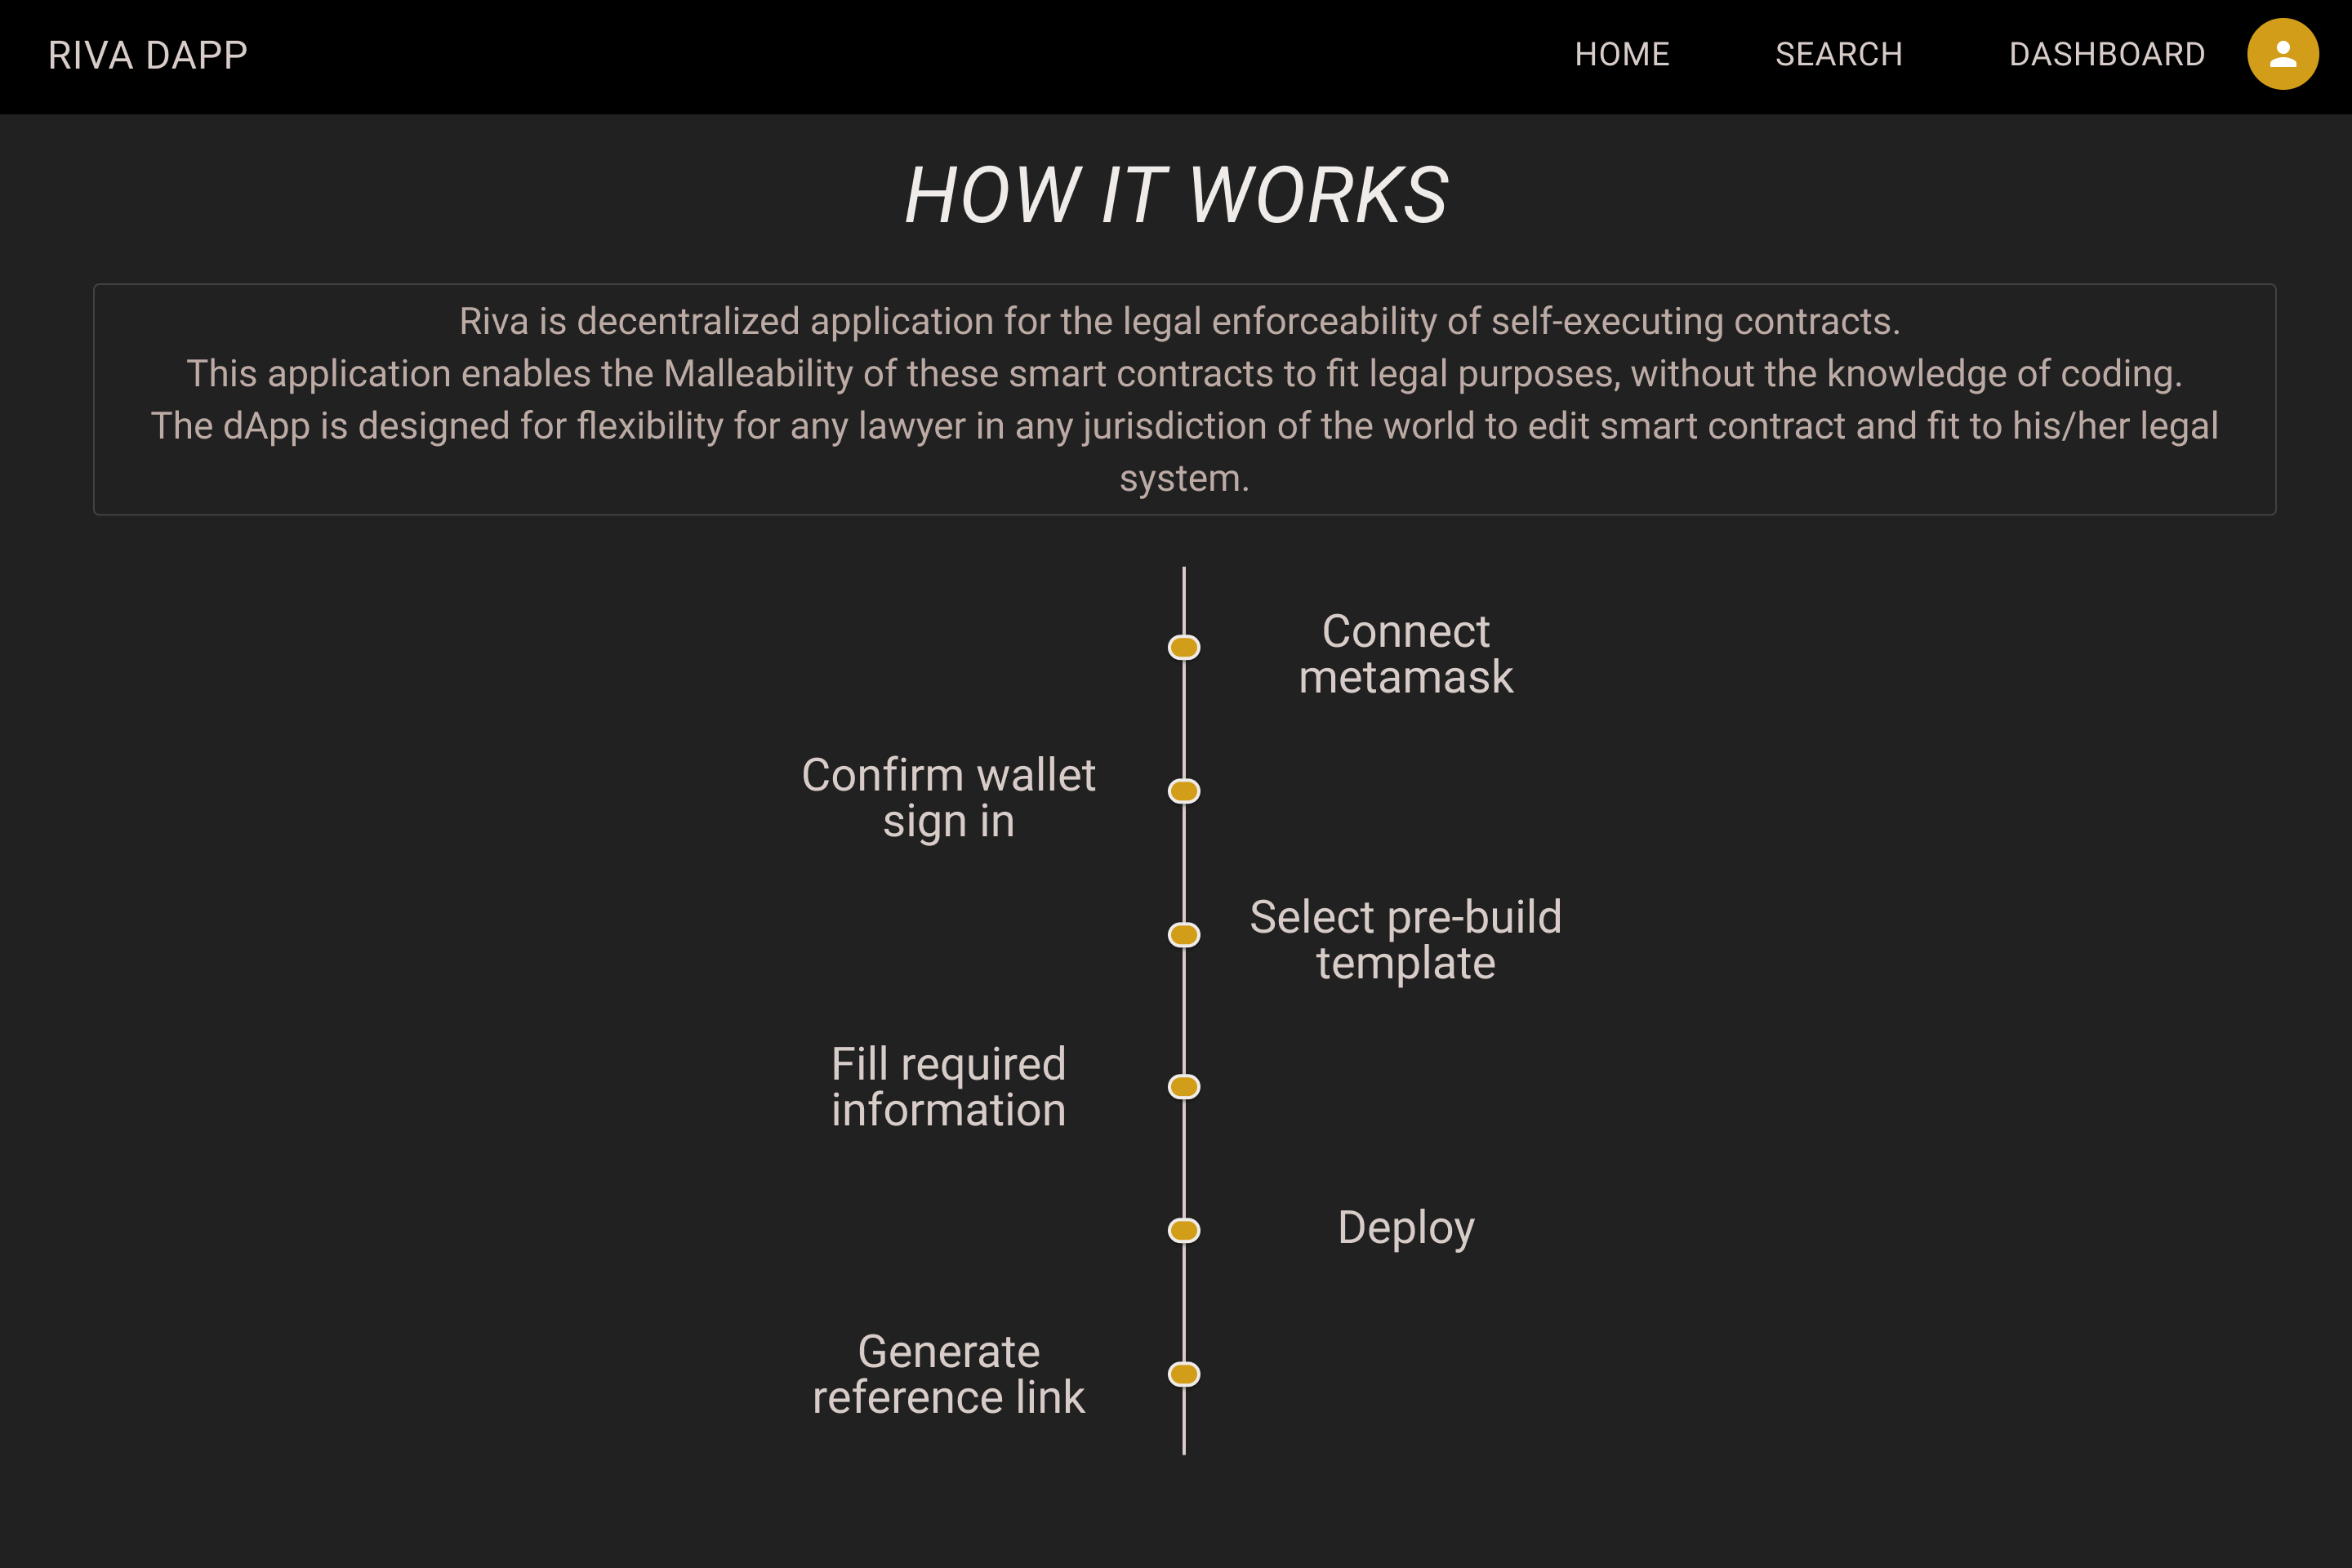 RIVA DAPP
HOME
SEARCH
DASHBOARD
HOW IT WORKS
Riva is decentralized application for the legal enforceability of self-executing contracts.
This application enables the Malleability of these smart contracts to fit legal purposes, without the knowledge of coding.
The dApp is designed for flexibility for any lawyer in any jurisdiction of the world to edit smart contract and fit to his/her legal
system.
Connect
metamask
Confirm wallet
sign in
Select pre-build
template
Fill required
information
Deploy
Generate
reference link